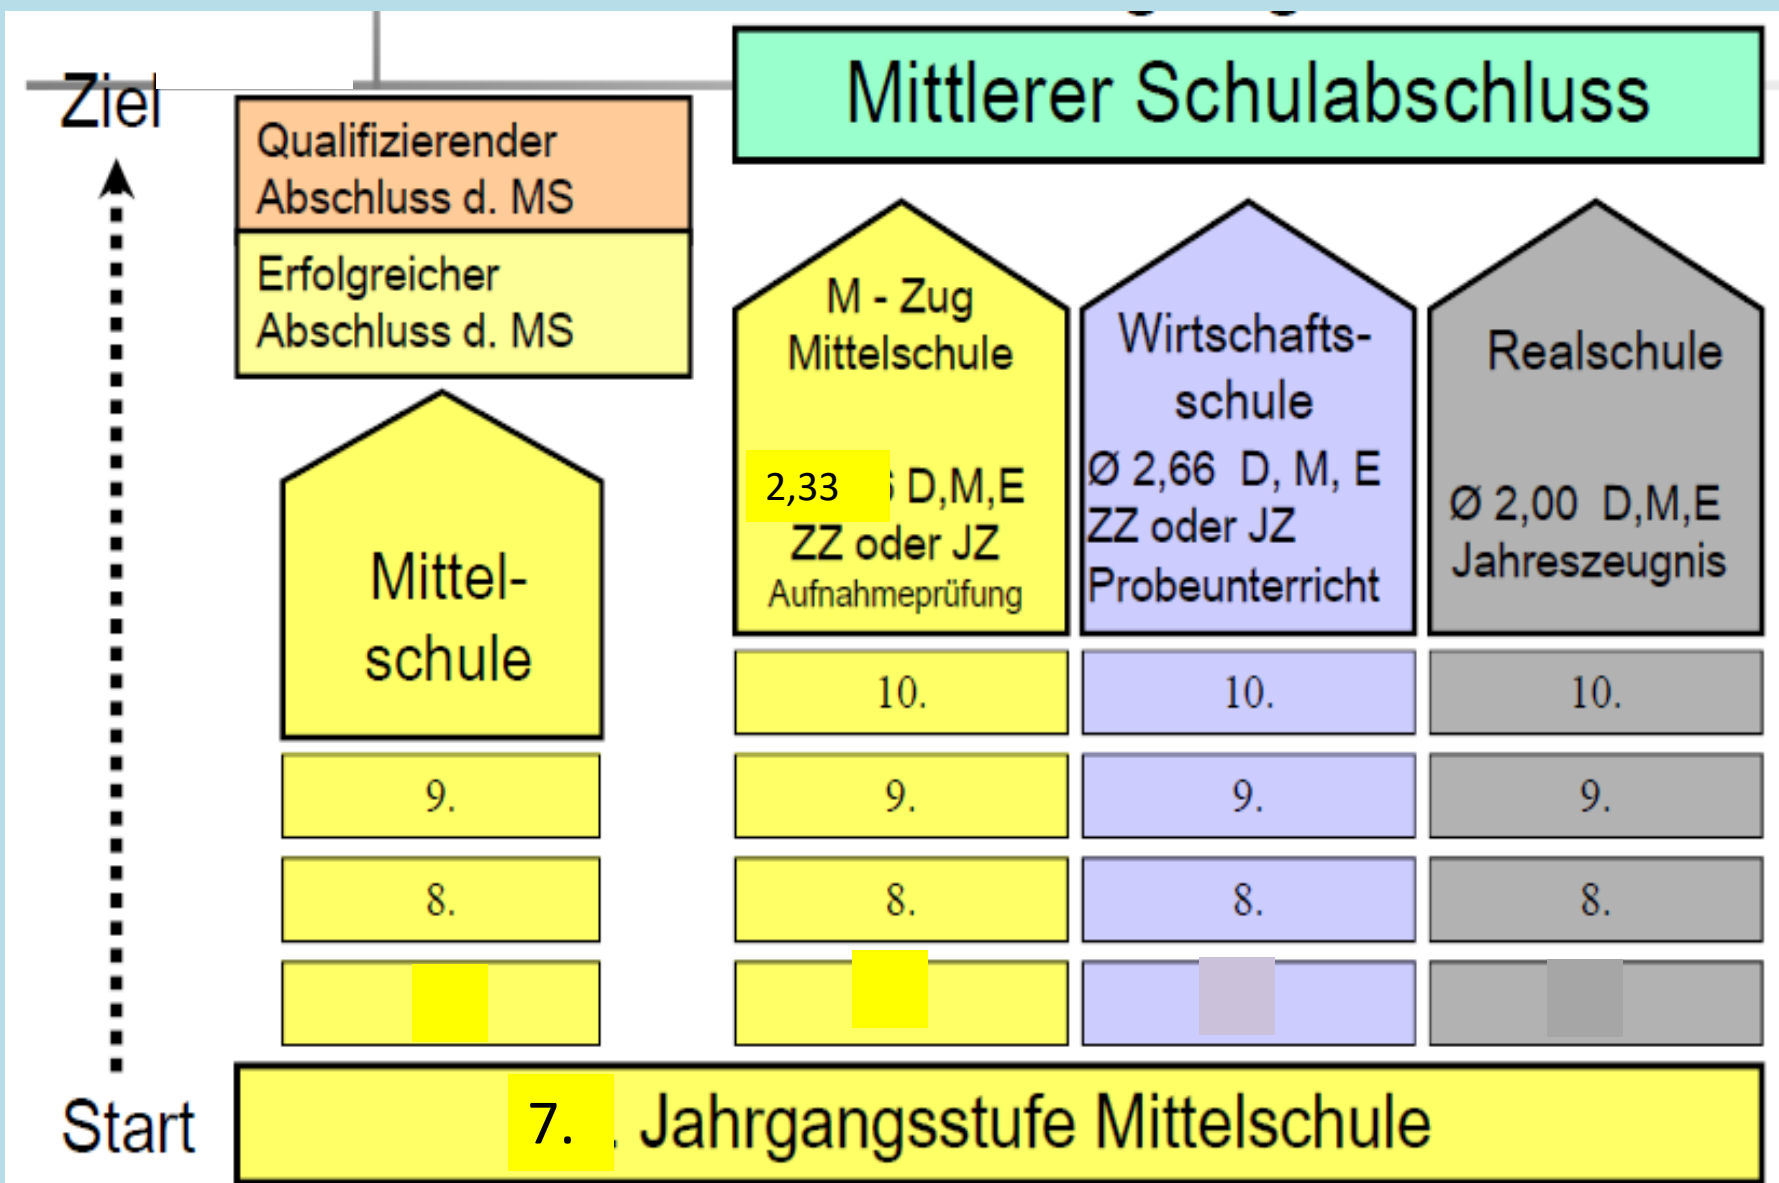 Ziel
Mittlerer Schulabschluss
Qualifizierender
Abschluss d. MS
Erfolgreicher
Abschluss d. MS
M - Zug
Mittelschule
2,33 D,M,E
ZZ oder JZ
Aufnahmeprüfung
Wirtschafts-
schule
Ø 2,66 D, M, E
ZZ oder JZ
Probeunterricht
Realschule
Ø 2,00 D,M,E
Jahreszeugnis
Mittel-
schule
10.
10.
10.
9.
9.
9.
9.
8.
8.
8.
8.
Start
7. . Jahrgangsstufe Mittelschule